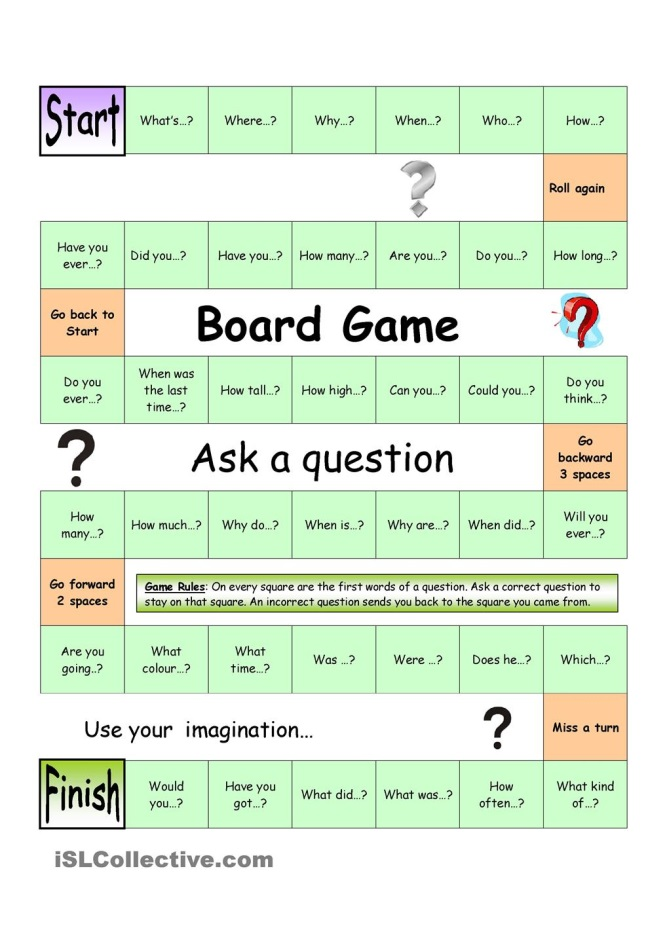 Start
What's...?
Where...?
Why...?
When...?
Who...?
How...?
Roll again
Have you
ever...?
Did you...?
Have you...?
How many...?
Are you...?
Do you...?
How long...?
Go back to
Start
Board Game
Do you
ever...?
When was
the last
time...?
How tall...?
How high...?
Can you...?
Could you...?
Do you
think...?
?
Ask a question
Go
backward
3 spaces
How
many...?
How much...?
Why do...?
When is...?
Why are...?
When did...?
Will you
ever...?
Go forward
2 spaces
Game Rules: On every square are the first words of a question. Ask a correct question to
stay on that square. An incorrect question sends you back to the square you came from.
Are you
going..?
What
colour...?
What
time...?
Was ...?
Were ...?
Does he...?
Which...?
Use your imagination...
?
Miss a turn
Finish
Would
you...?
Have you
got...?
What did...?
What was...?
How
often...?
What kind
of...?
iSLCollective.com